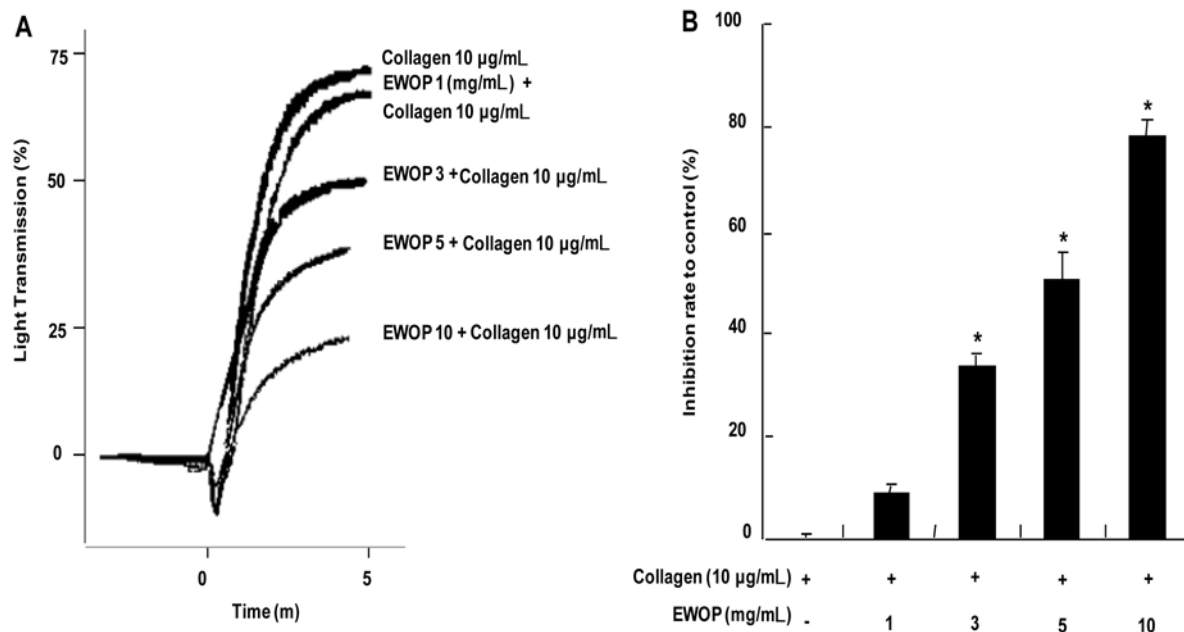 A
75
50
25
0
Light Transmission (%)
Collagen 10 µg/mL
EWOP 1 (mg/mL) +
Collagen 10 µg/mL
EWOP 3 +Collagen 10 µg/mL
EWOP 5 + Collagen 10 µg/mL
EWOP 10 + Collagen 10 µg/mL
0 5
Time (m)
B
100
80
60
40
20
0
Inhibition rate to control (%)
* * * *
Collagen (10 µg/mL) + + + + +
EWOP (mg/mL) - 1 3 5 10